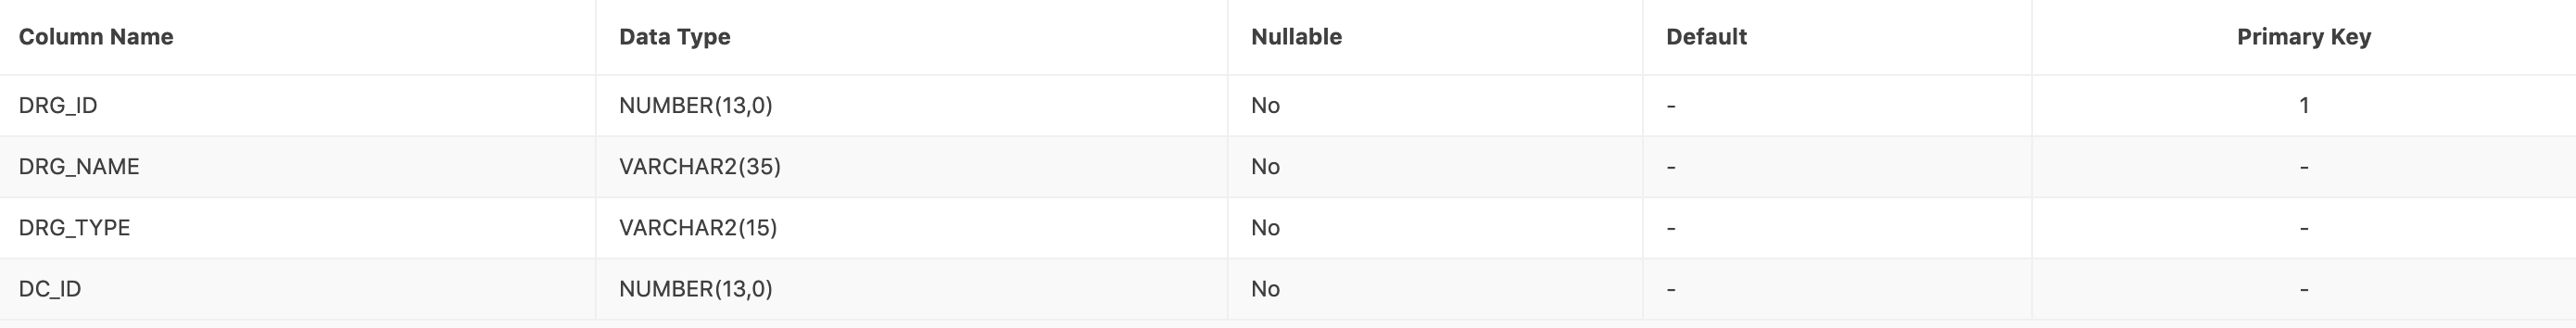 Column Name Data Type Nullable Default Primary Key
DRG_ID NUMBER(13,0) No - 1
DRG_NAME VARCHAR2(35) No - -
DRG_TYPE VARCHAR2(15) No - -
DC_ID NUMBER(13,0) No - -